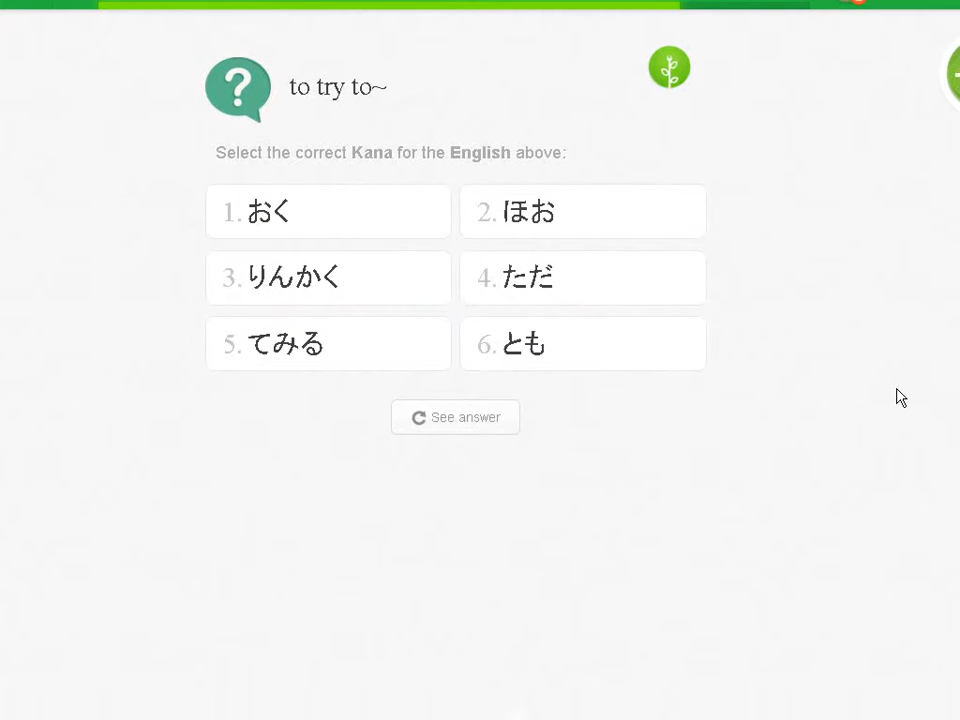 to try to~
Select the correct Kana for the English above:
1. おく
2. ほお
3. りんかく
4. ただ
5. てみる
6. とも
See answer